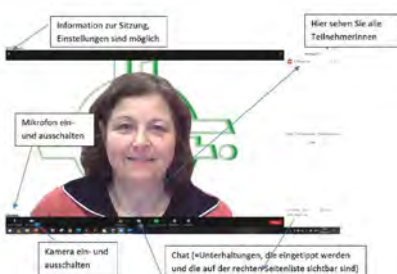 Information zur Sitzung,
Einstellungen sind möglich
Hier sehen Sie alle
TeilnehmerInnen
Mikrofon ein-
und ausschalten
Kamera ein- und
ausschalten
Chat [=Unterhaltungen, die eingetippt werden
und die auf der rechten Seitenliste sichtbar sind]